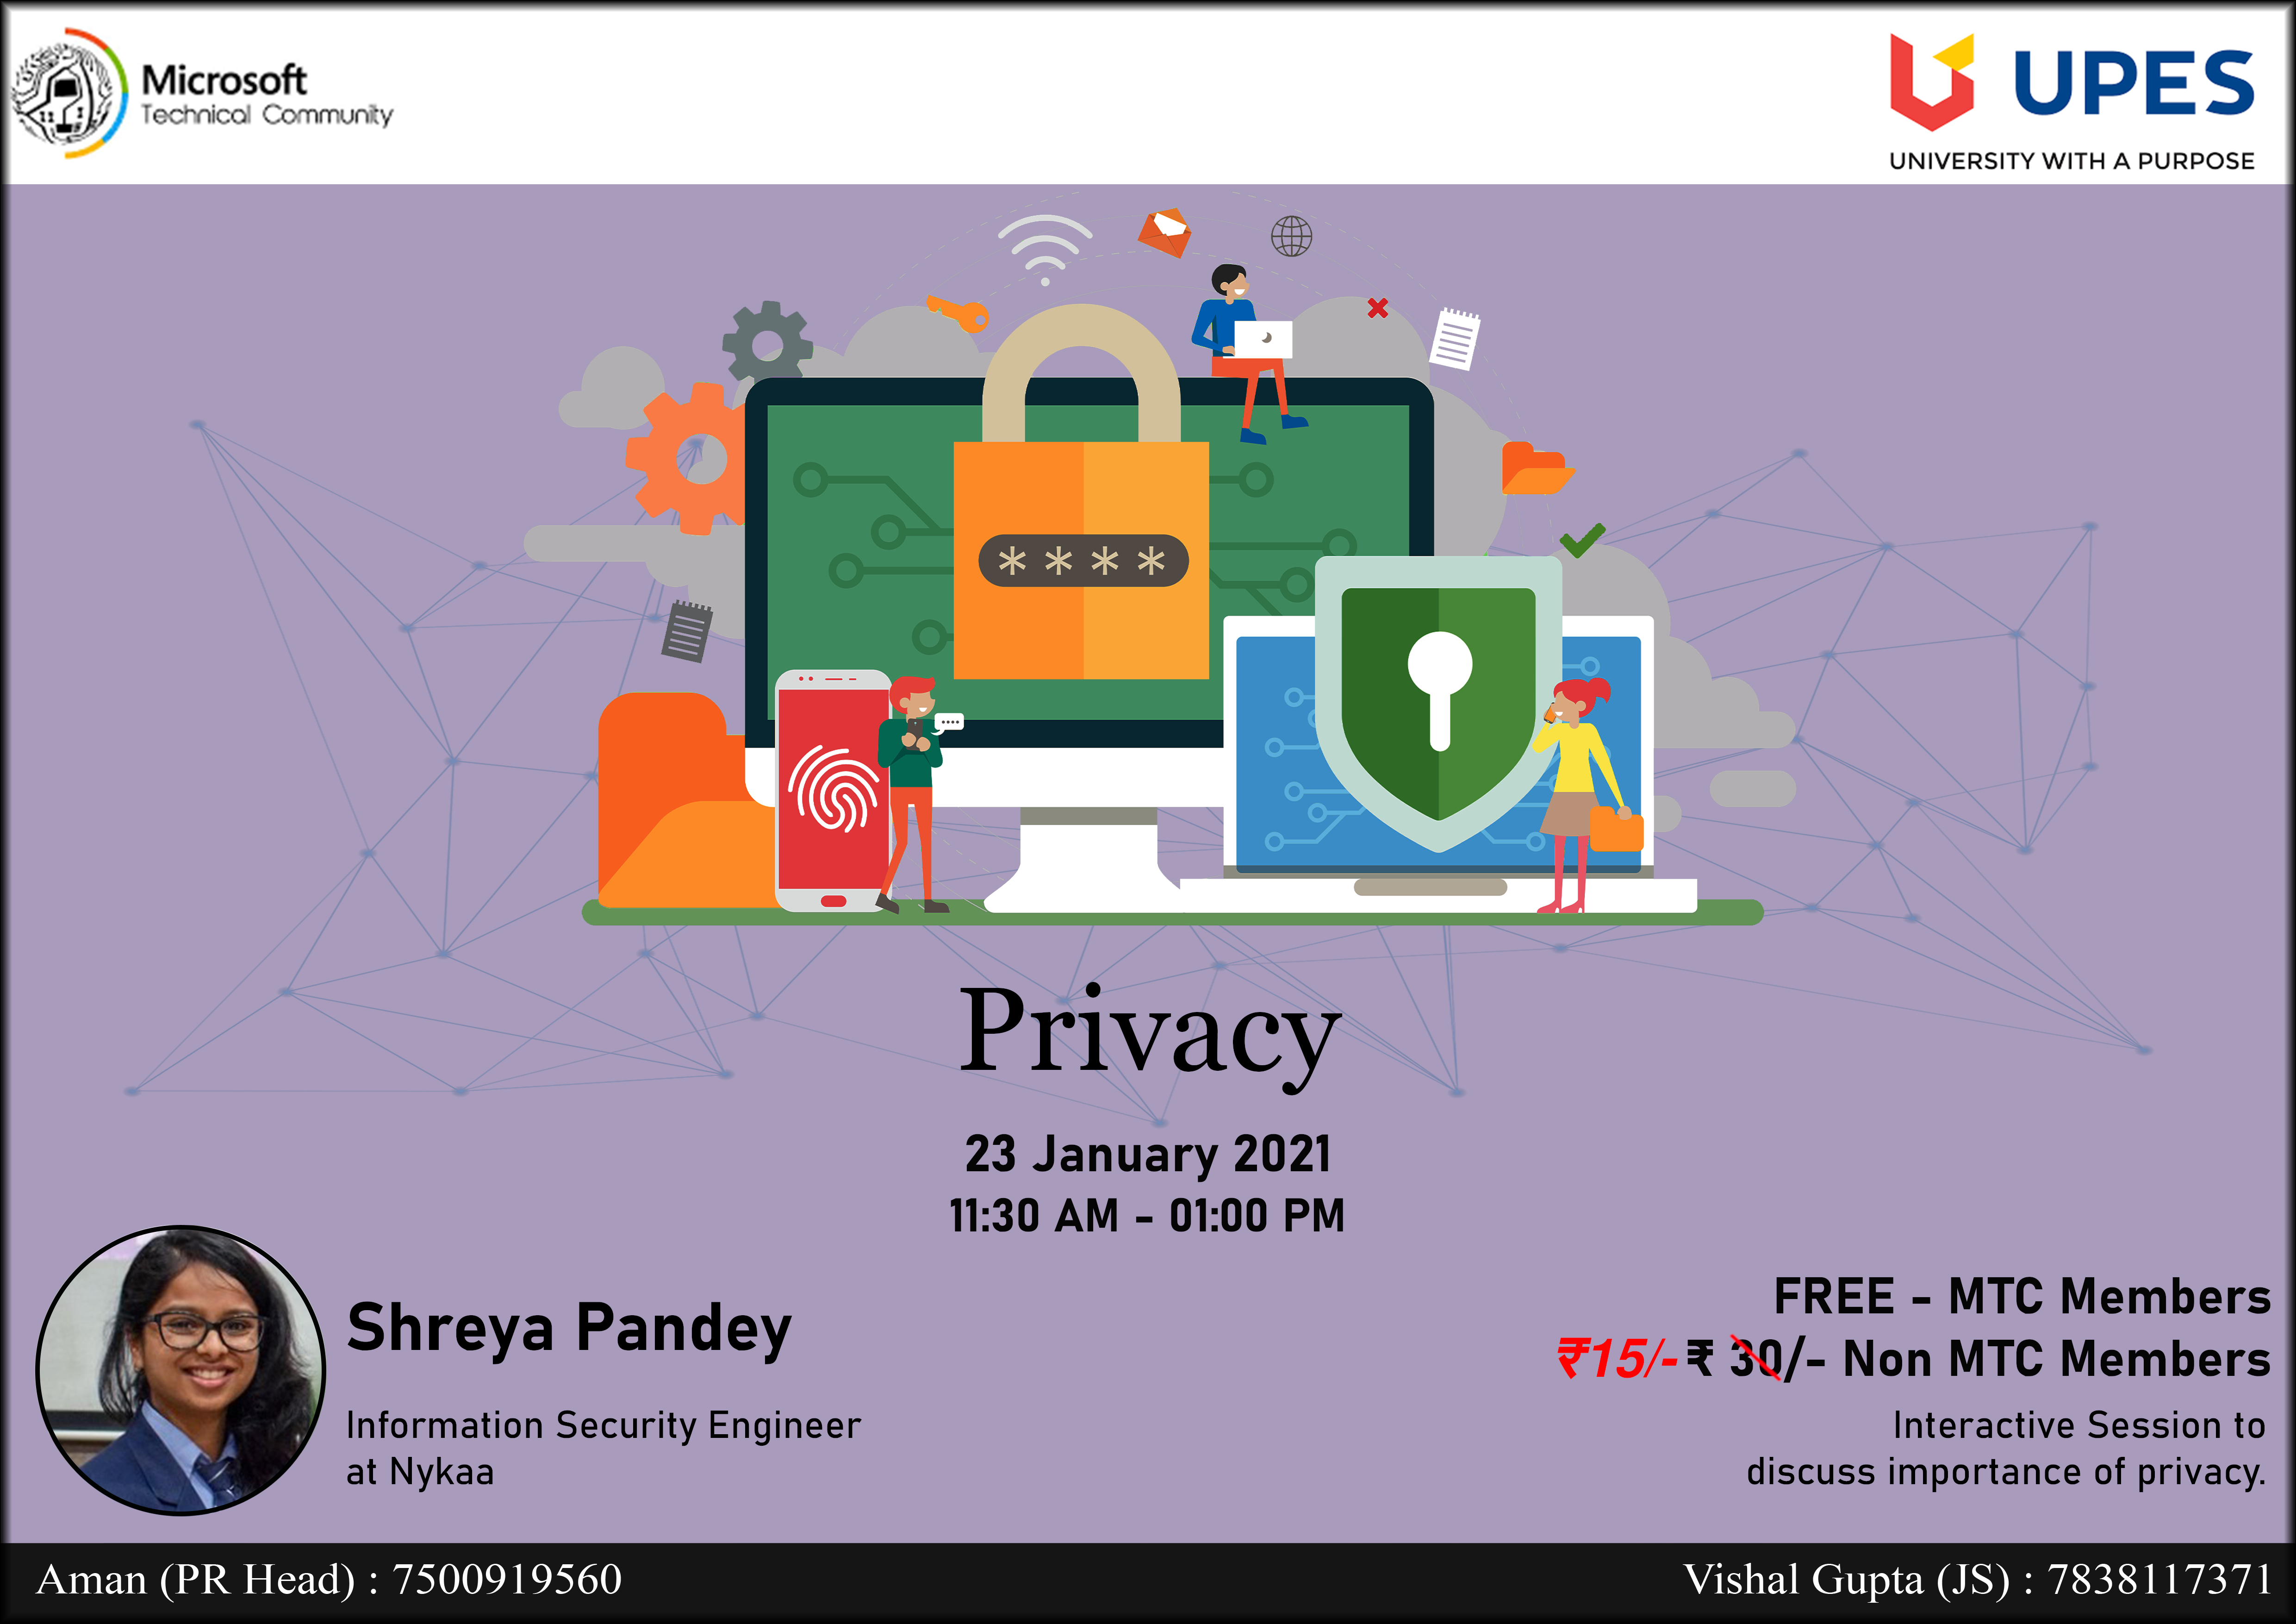 Microsoft
Technical Community
UPES
UNIVERSITY WITH A PURPOSE
****
Privacy
23 January 2021
11:30 AM - 01:00 PM
Shreya Pandey
Information Security Engineer
at Nykaa
FREE - MTC Members
₹15/- ₹ 30/- Non MTC Members
Interactive Session to
discuss importance of privacy.
Aman (PR Head) : 7500919560
Vishal Gupta (JS) : 7838117371